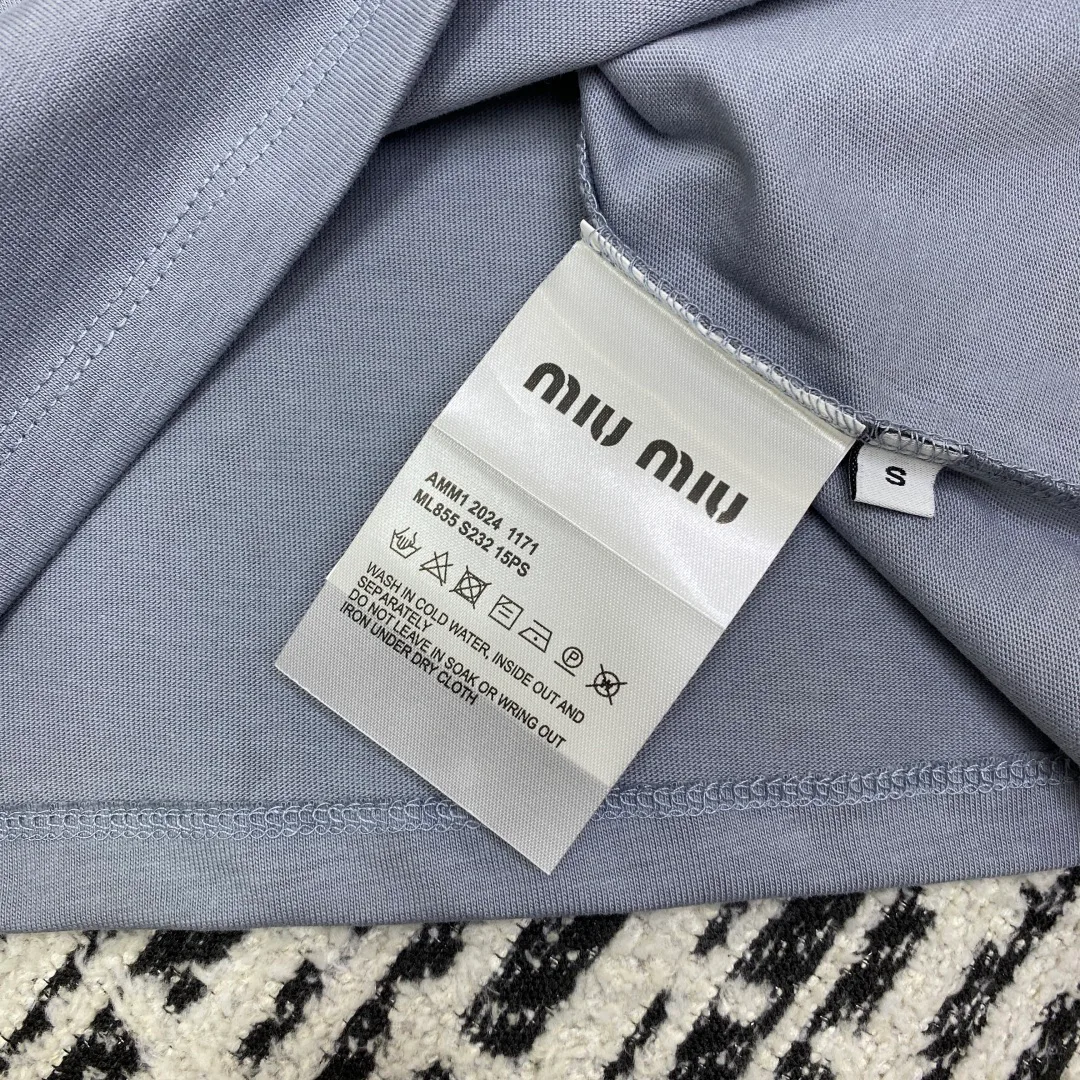 miu miu
AMM1 2024 1171
ML855 S232 15PS
P
WASH IN COLD WATER, INSIDE OUT AND
SEPARATELY
DO NOT LEAVE IN SOAK OR WRING OUT
IRON UNDER DRY CLOTH
S